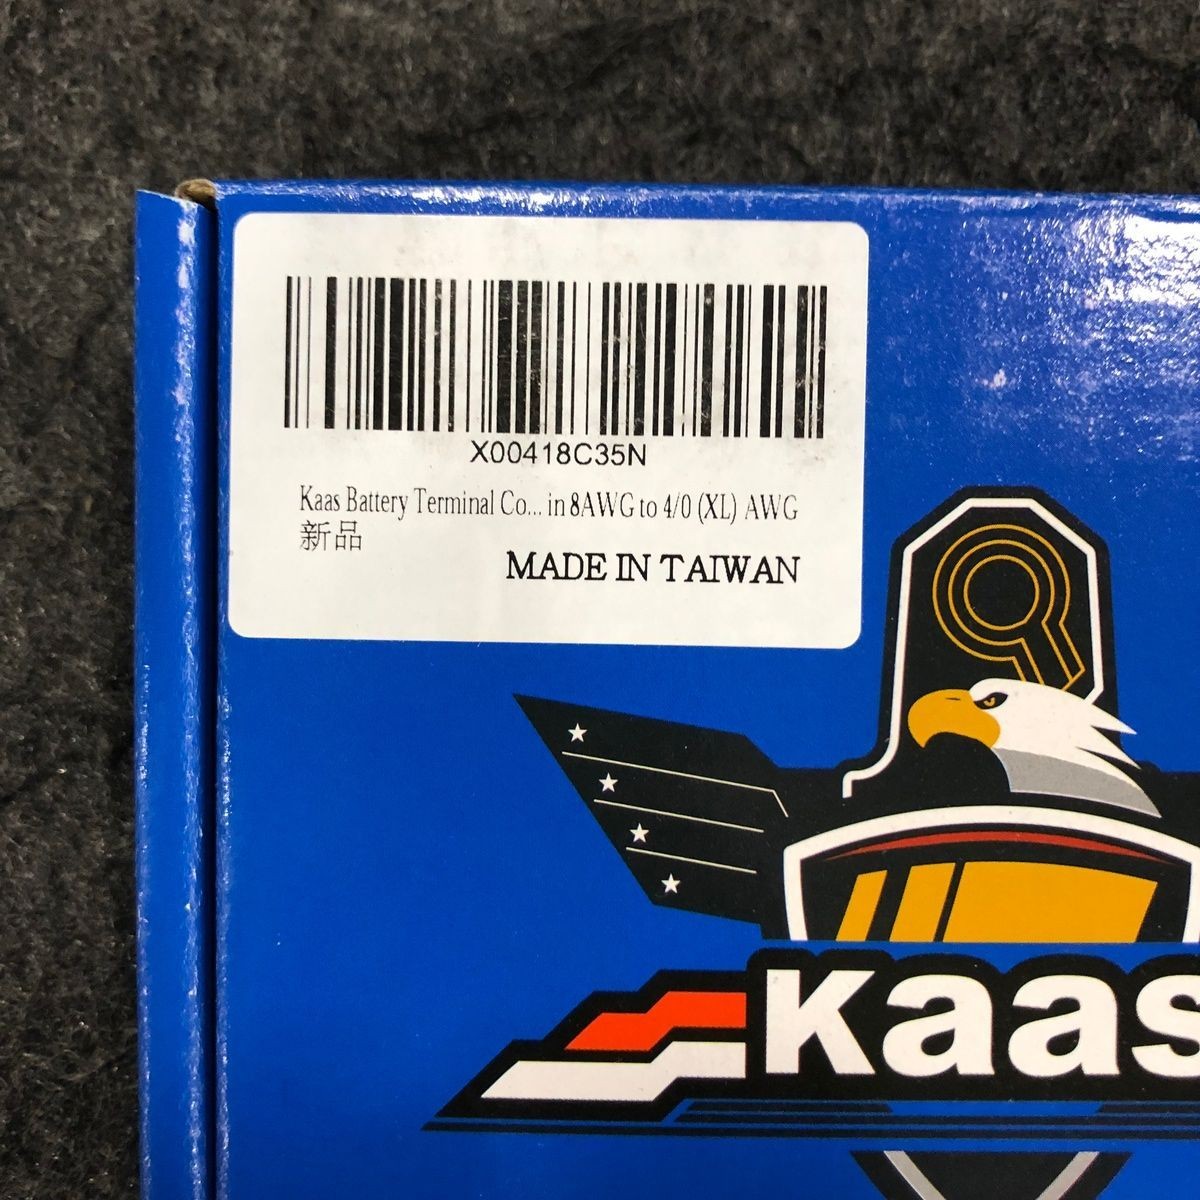 X00418C35N
Kaas Battery Terminal Co... in 8AWG to 4/0 (XL) AWG
新品
MADE IN TAIWAN
Kaas